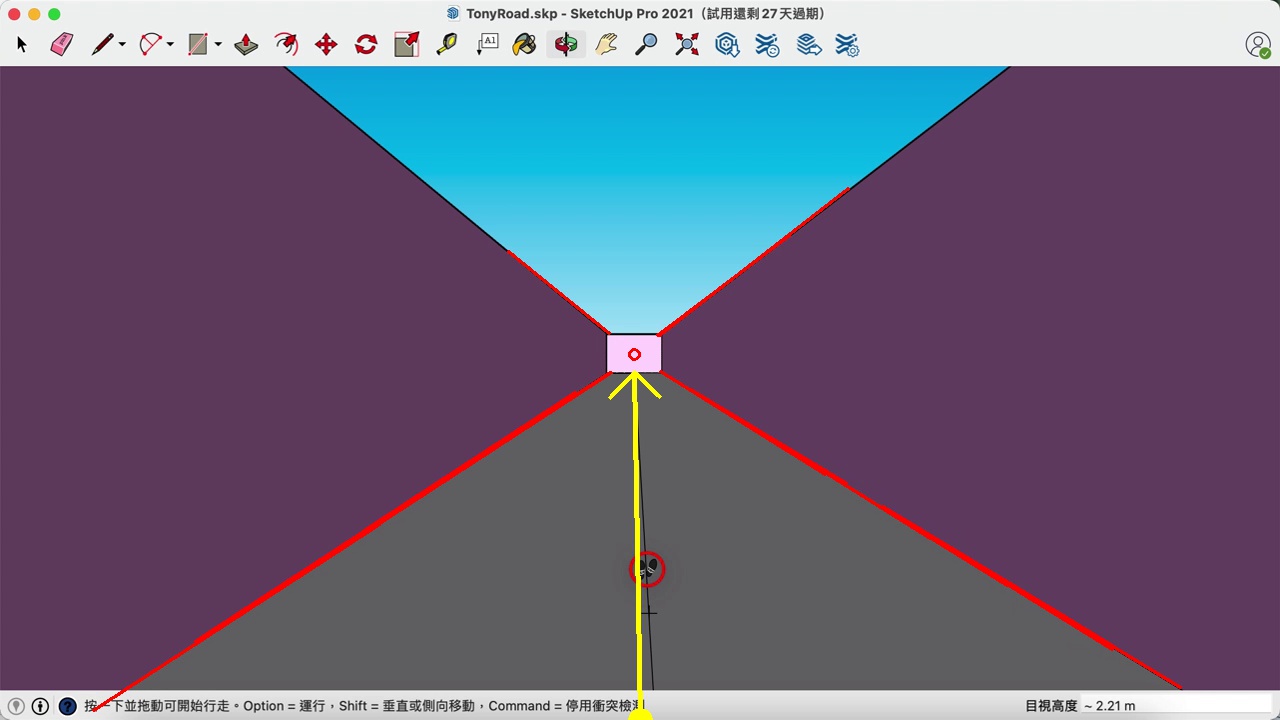 TonyRoad.skp - SketchUp Pro 2021（試用還剩 27 天過期）
A1
按一下並拖動可開始行走。Option = 運行，Shift = 垂直或側向移動，Command = 停用衝突檢測
目視高度 ~ 2.21 m